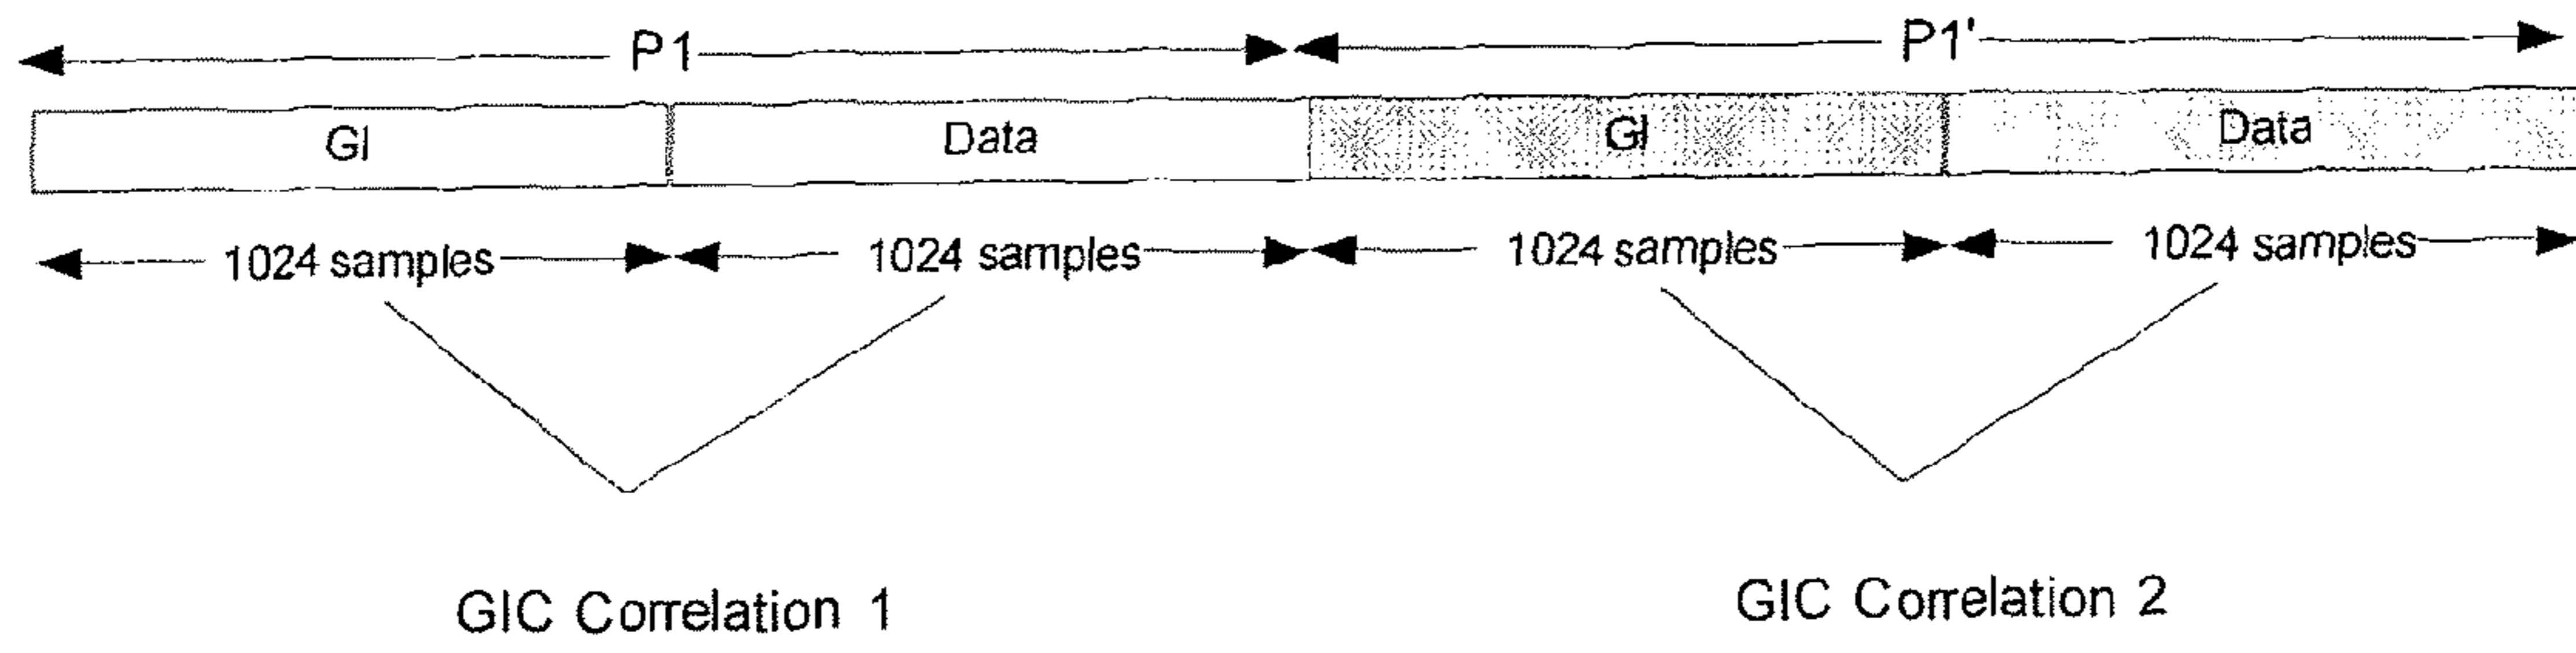 P1 P1'
GI Data GI Data
1024 samples 1024 samples 1024 samples 1024 samples
GIC Correlation 1 GIC Correlation 2